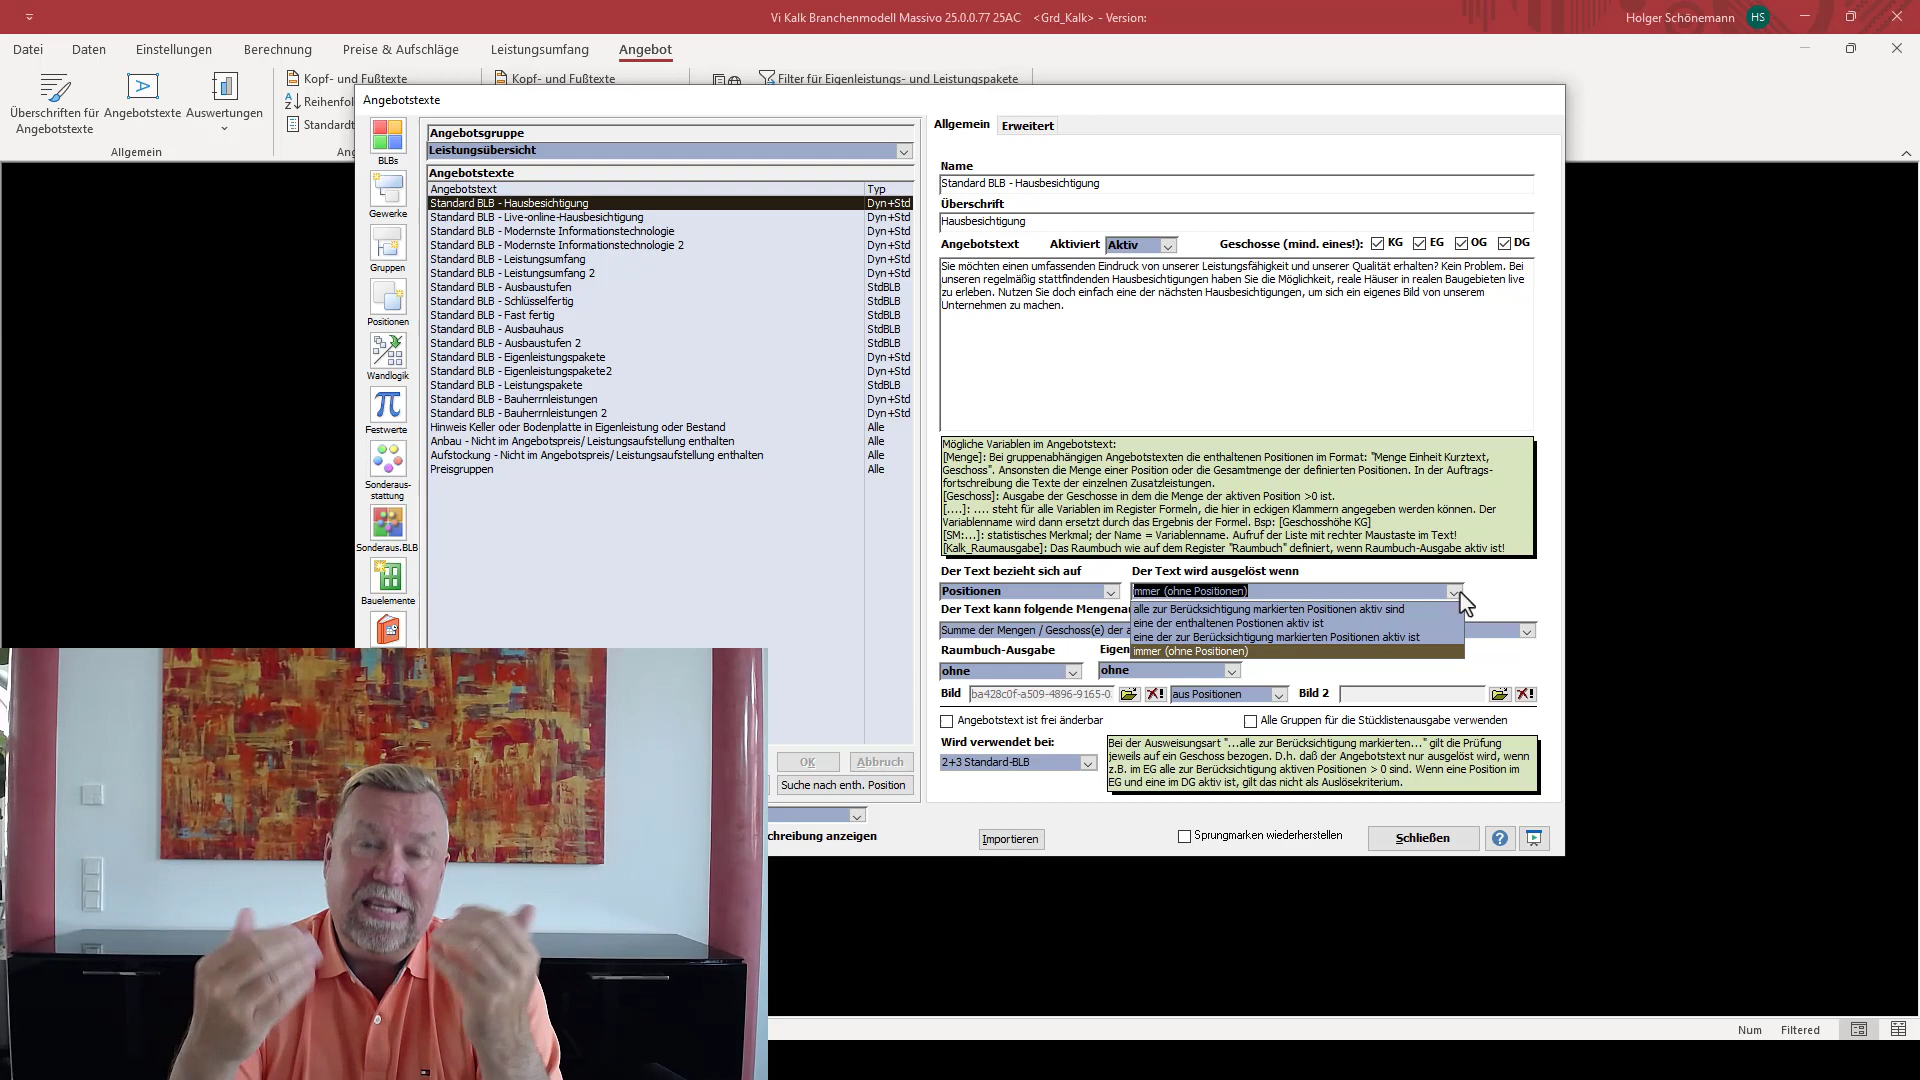 Vi Kalk Branchenmodell Massivo 25.0.0.77 25AC <Grd_Kalk> - Version:
Holger Schönemann HS
Datei Daten Einstellungen Berechnung Preise & Aufschläge Leistungsumfang Angebot
Kopf- und Fußtexte
Kopf- und Fußtexte
Filter für Eigenleistungs- und Leistungspakete
Überschriften für
Angebotstexte
Angebotstexte
Auswertungen
Reihenfol
Standardt
Allgemein
Ang
Angebotstexte
BLBs
Gewerke
Gruppen
Positionen
Wandlogik
Festwerte
Sonderaus-
stattung
Sonderaus.BLB
Bauelemente
Angebotsgruppe
Leistungsübersicht
Angebotstexte
Angebotstext Typ
Standard BLB - Hausbesichtigung Dyn+Std
Standard BLB - Live-online-Hausbesichtigung Dyn+Std
Standard BLB - Modernste Informationstechnologie Dyn+Std
Standard BLB - Modernste Informationstechnologie 2 Dyn+Std
Standard BLB - Leistungsumfang Dyn+Std
Standard BLB - Leistungsumfang 2 Dyn+Std
Standard BLB - Ausbaustufen StdBLB
Standard BLB - Schlüsselfertig StdBLB
Standard BLB - Fast fertig StdBLB
Standard BLB - Ausbauhaus StdBLB
Standard BLB - Ausbaustufen 2 StdBLB
Standard BLB - Eigenleistungspakete Dyn+Std
Standard BLB - Eigenleistungspakete2 Dyn+Std
Standard BLB - Leistungspakete StdBLB
Standard BLB - Bauherrnleistungen Dyn+Std
Standard BLB - Bauherrnleistungen 2 Dyn+Std
Hinweis Keller oder Bodenplatte in Eigenleistung oder Bestand Alle
Anbau - Nicht im Angebotspreis/ Leistungsaufstellung enthalten Alle
Aufstockung - Nicht im Angebotspreis/ Leistungsaufstellung enthalten Alle
Preisgruppen Alle
OK Abbruch
Suche nach enth. Position
chreibung anzeigen
Allgemein Erweitert
Name
Standard BLB - Hausbesichtigung
Überschrift
Hausbesichtigung
Angebotstext Aktiviert Aktiv Geschosse (mind. eines!): KG EG OG DG
Sie möchten einen umfassenden Eindruck von unserer Leistungsfähigkeit und unserer Qualität erhalten? Kein Problem. Bei
unseren regelmäßig stattfindenden Hausbesichtigungen haben Sie die Möglichkeit, reale Häuser in realen Baugebieten live
zu erleben. Nutzen Sie doch einfach eine der nächsten Hausbesichtigungen, um sich ein eigenes Bild von unserem
Unternehmen zu machen.
Mögliche Variablen im Angebotstext:
[Menge]: Bei gruppenabhängigen Angebotstexten die enthaltenen Positionen im Format: "Menge Einheit Kurztext,
Geschoss". Ansonsten die Menge einer Position oder die Gesamtmenge der definierten Positionen. In der Auftrags-
fortschreibung die Texte der einzelnen Zusatzleistungen.
[Geschoss]: Ausgabe der Geschosse in dem die Menge der aktiven Position >0 ist.
[....]: .... steht für alle Variablen im Register Formeln, die hier in eckigen Klammern angegeben werden können. Der
Variablenname wird dann ersetzt durch das Ergebnis der Formel. Bsp: [Geschosshöhe KG]
[SM:...]: statistisches Merkmal; der Name = Variablenname. Aufruf der Liste mit rechter Maustaste im Text!
[Kalk_Raumausgabe]: Das Raumbuch wie auf dem Register "Raumbuch" definiert, wenn Raumbuch-Ausgabe aktiv ist!
Der Text bezieht sich auf Der Text wird ausgelöst wenn
Positionen immer (ohne Positionen)
alle zur Berücksichtigung markierten Positionen aktiv sind
eine der enthaltenen Postionen aktiv ist
eine der zur Berücksichtigung markierten Positionen aktiv ist
immer (ohne Positionen)
Der Text kann folgende Mengenar
Summe der Mengen / Geschoss(e) der a
Raumbuch-Ausgabe Eigen
ohne ohne
Bild ba428c0f-a509-4896-9165-0 aus Positionen Bild 2
Angebotstext ist frei änderbar Alle Gruppen für die Stücklistenausgabe verwenden
Wird verwendet bei:
2+3 Standard-BLB
Bei der Ausweisungsart "...alle zur Berücksichtigung markierten..." gilt die Prüfung
jeweils auf ein Geschoss bezogen. D.h. daß der Angebotstext nur ausgelöst wird, wenn
z.B. im EG alle zur Berücksichtigung aktiven Positionen > 0 sind. Wenn eine Position im
EG und eine im DG aktiv ist, gilt das nicht als Auslösekriterium.
Importieren Sprungmarken wiederherstellen Schließen
Num Filtered